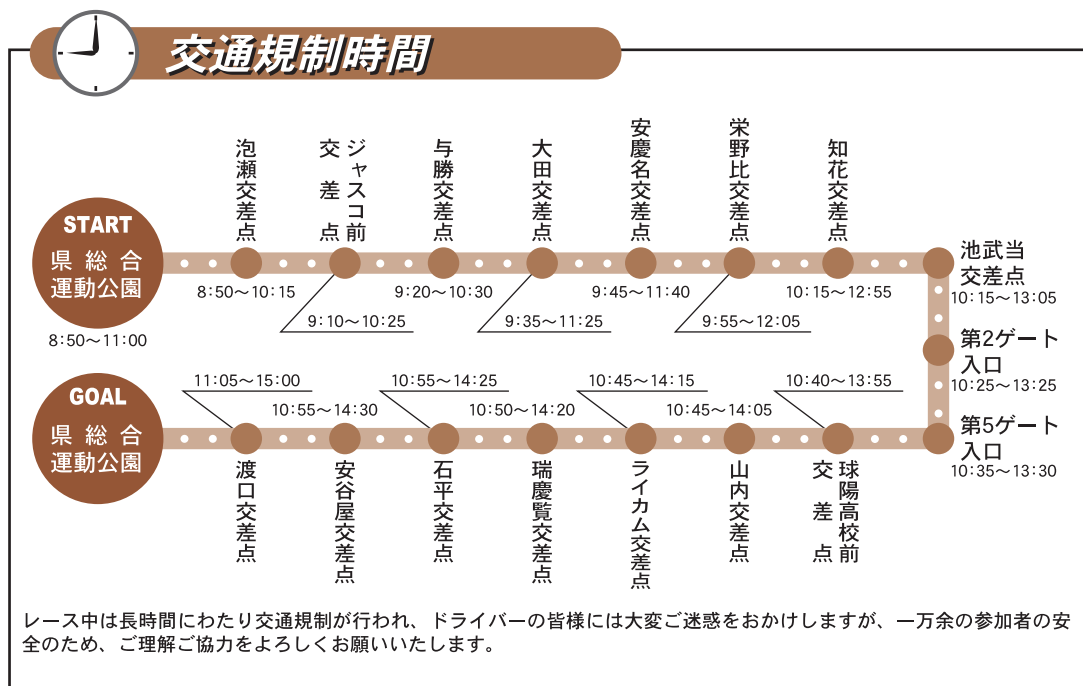 交通規制時間
START
県総合
運動公園
8:50～11:00
泡瀬交差点
8:50～10:15
ジャスコ前
交差点
9:10～10:25
与勝交差点
9:20～10:30
大田交差点
9:35～11:25
安慶名交差点
9:45～11:40
栄野比交差点
9:55～12:05
知花交差点
10:15～12:55
池武当
交差点
10:15～13:05
第2ゲート
入口
10:25～13:25
第5ゲート
入口
10:35～13:30
球陽高校前
交差点
10:40～13:55
山内交差点
10:45～14:05
ライカム交差点
10:45～14:15
瑞慶覧交差点
10:50～14:20
石平交差点
10:55～14:25
安谷屋交差点
10:55～14:30
渡口交差点
11:05～15:00
GOAL
県総合
運動公園
レース中は長時間にわたり交通規制が行われ、ドライバーの皆様には大変ご迷惑をおかけしますが、一万余の参加者の安
全のため、ご理解ご協力をよろしくお願いいたします。